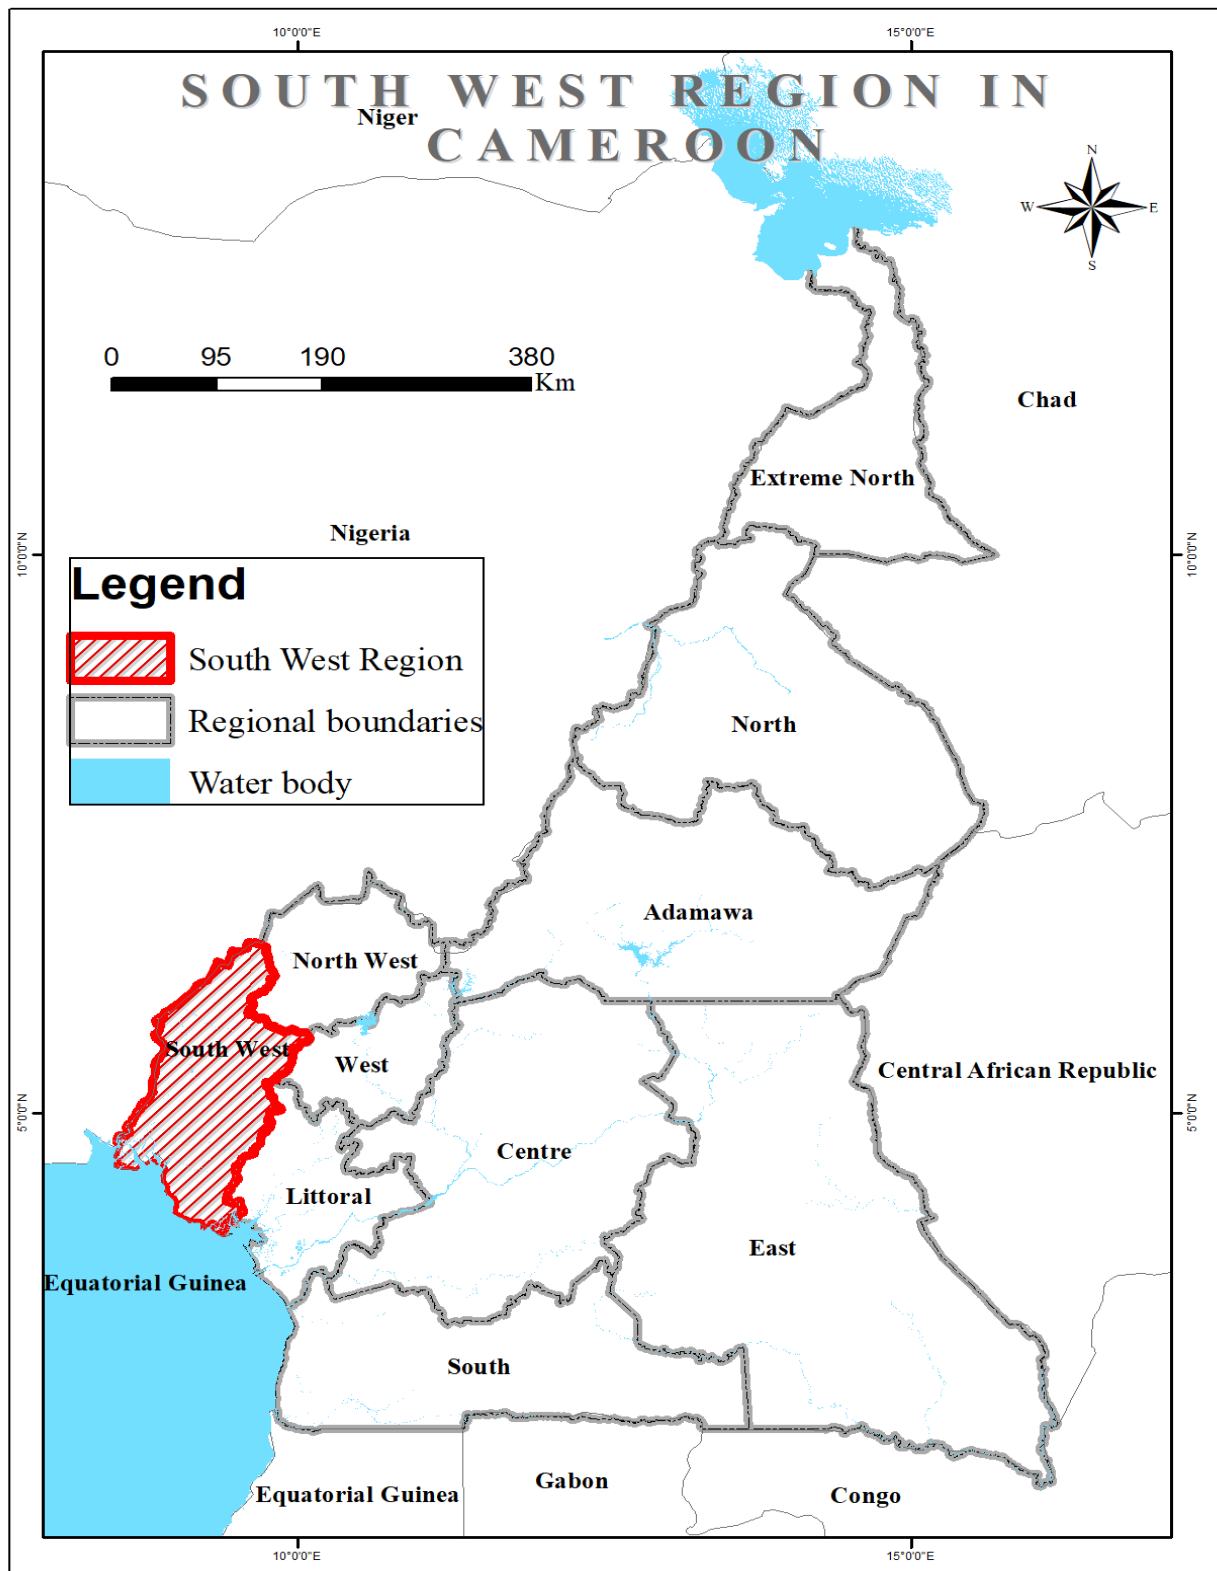 10°0'0"E 15°0'0"E
SOUTH WEST REGION IN
CAMEROON
Niger
N
W E
S
0 95 190 380
Km
Chad
Extreme North
Nigeria
10°0'0"N 10°0'0"N
Legend
South West Region
Regional boundaries
Water body
North
Adamawa
North West
South West
West
Central African Republic
5°0'0"N 5°0'0"N
Centre
Littoral
East
Equatorial Guinea
South
Gabon
Equatorial Guinea
Congo
10°0'0"E 15°0'0"E